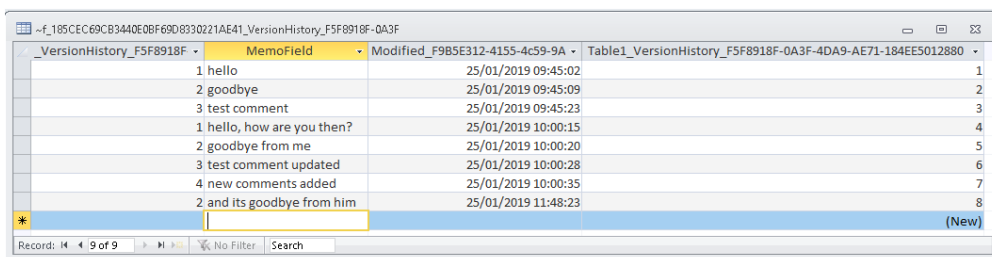 ~f_185CEC69CB3440E0BF69D8330221AE41_VersionHistory_F5F8918F-0A3F
_VersionHistory_F5F8918F MemoField Modified_F9B5E312-4155-4c59-9A Table1_VersionHistory_F5F8918F-0A3F-4DA9-AE71-184EE5012880
1 hello 25/01/2019 09:45:02 1
2 goodbye 25/01/2019 09:45:09 2
3 test comment 25/01/2019 09:45:23 3
1 hello, how are you then? 25/01/2019 10:00:15 4
2 goodbye from me 25/01/2019 10:00:20 5
3 test comment updated 25/01/2019 10:00:28 6
4 new comments added 25/01/2019 10:00:35 7
2 and its goodbye from him 25/01/2019 11:48:23 8
* (New)
Record: 9 of 9 No Filter Search